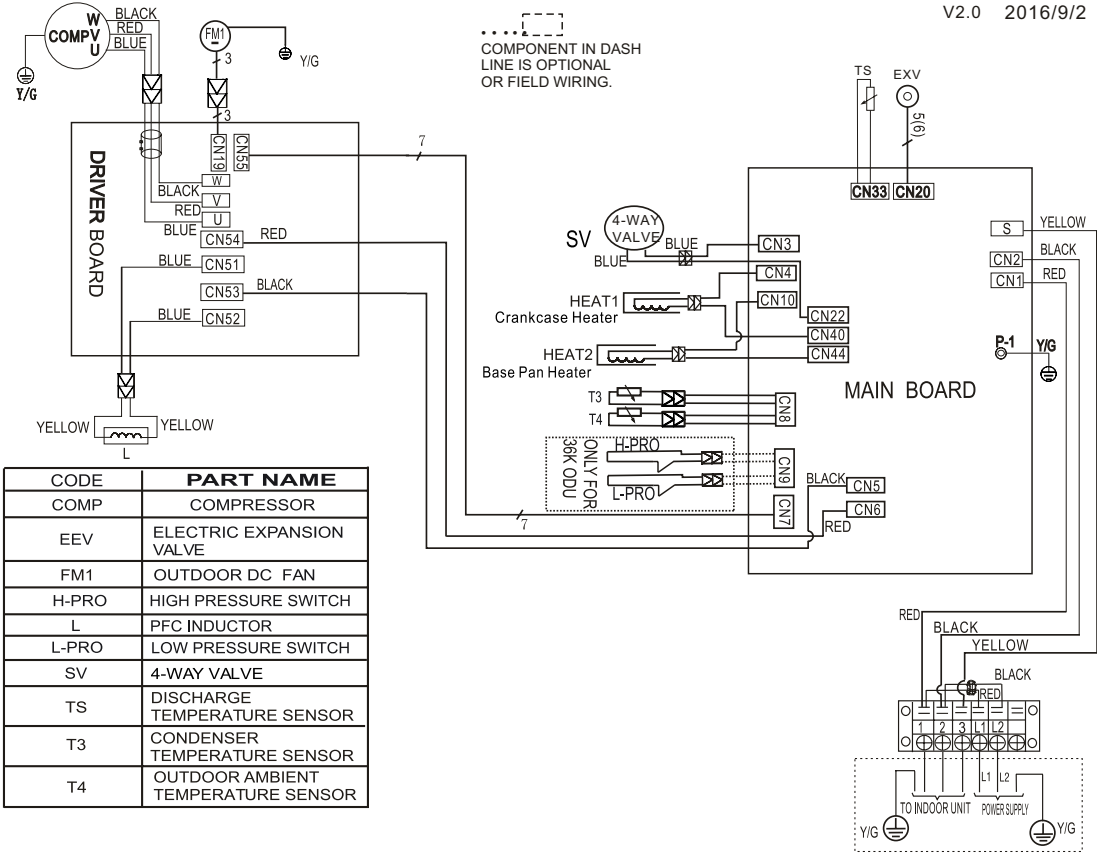 V2.0 2016/9/2
COMPONENT IN DASH
LINE IS OPTIONAL
OR FIELD WIRING.
COMP
W
V
U
BLACK
RED
BLUE
Y/G
FM1
3
Y/G
3
DRIVER BOARD
CN19
CN55
7
W
BLACK
V
RED
U
BLUE
CN54
RED
BLUE
CN51
CN53
BLACK
BLUE
CN52
YELLOW
YELLOW
L
TS
EXV
5(6)
CN33
CN20
SV
4-WAY
VALVE
BLUE
BLUE
CN3
CN4
HEAT1
Crankcase Heater
CN10
CN22
CN40
HEAT2
Base Pan Heater
CN44
T3
T4
CN8
ONLY FOR
36K ODU
H-PRO
L-PRO
CN9
CN7
7
BLACK
CN5
CN6
RED
MAIN BOARD
S
YELLOW
CN2
BLACK
CN1
RED
P-1
Y/G
RED
BLACK
YELLOW
BLACK
RED
1 2 3 L1 L2
L1 L2
TO INDOOR UNIT
POWER SUPPLY
Y/G
Y/G
CODE PART NAME
COMP COMPRESSOR
EEV ELECTRIC EXPANSION
VALVE
FM1 OUTDOOR DC FAN
H-PRO HIGH PRESSURE SWITCH
L PFC INDUCTOR
L-PRO LOW PRESSURE SWITCH
SV 4-WAY VALVE
TS DISCHARGE
TEMPERATURE SENSOR
T3 CONDENSER
TEMPERATURE SENSOR
T4 OUTDOOR AMBIENT
TEMPERATURE SENSOR